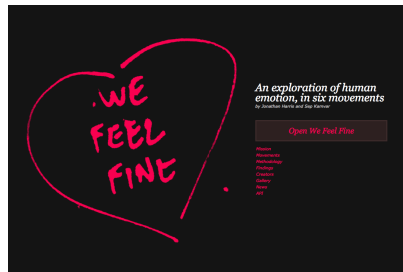 WE
FEEL
FINE
An exploration of human
emotion, in six movements
by Jonathan Harris and Sep Kamvar
Open We Feel Fine
Mission
Movements
Methodology
Findings
Creators
Gallery
News
API